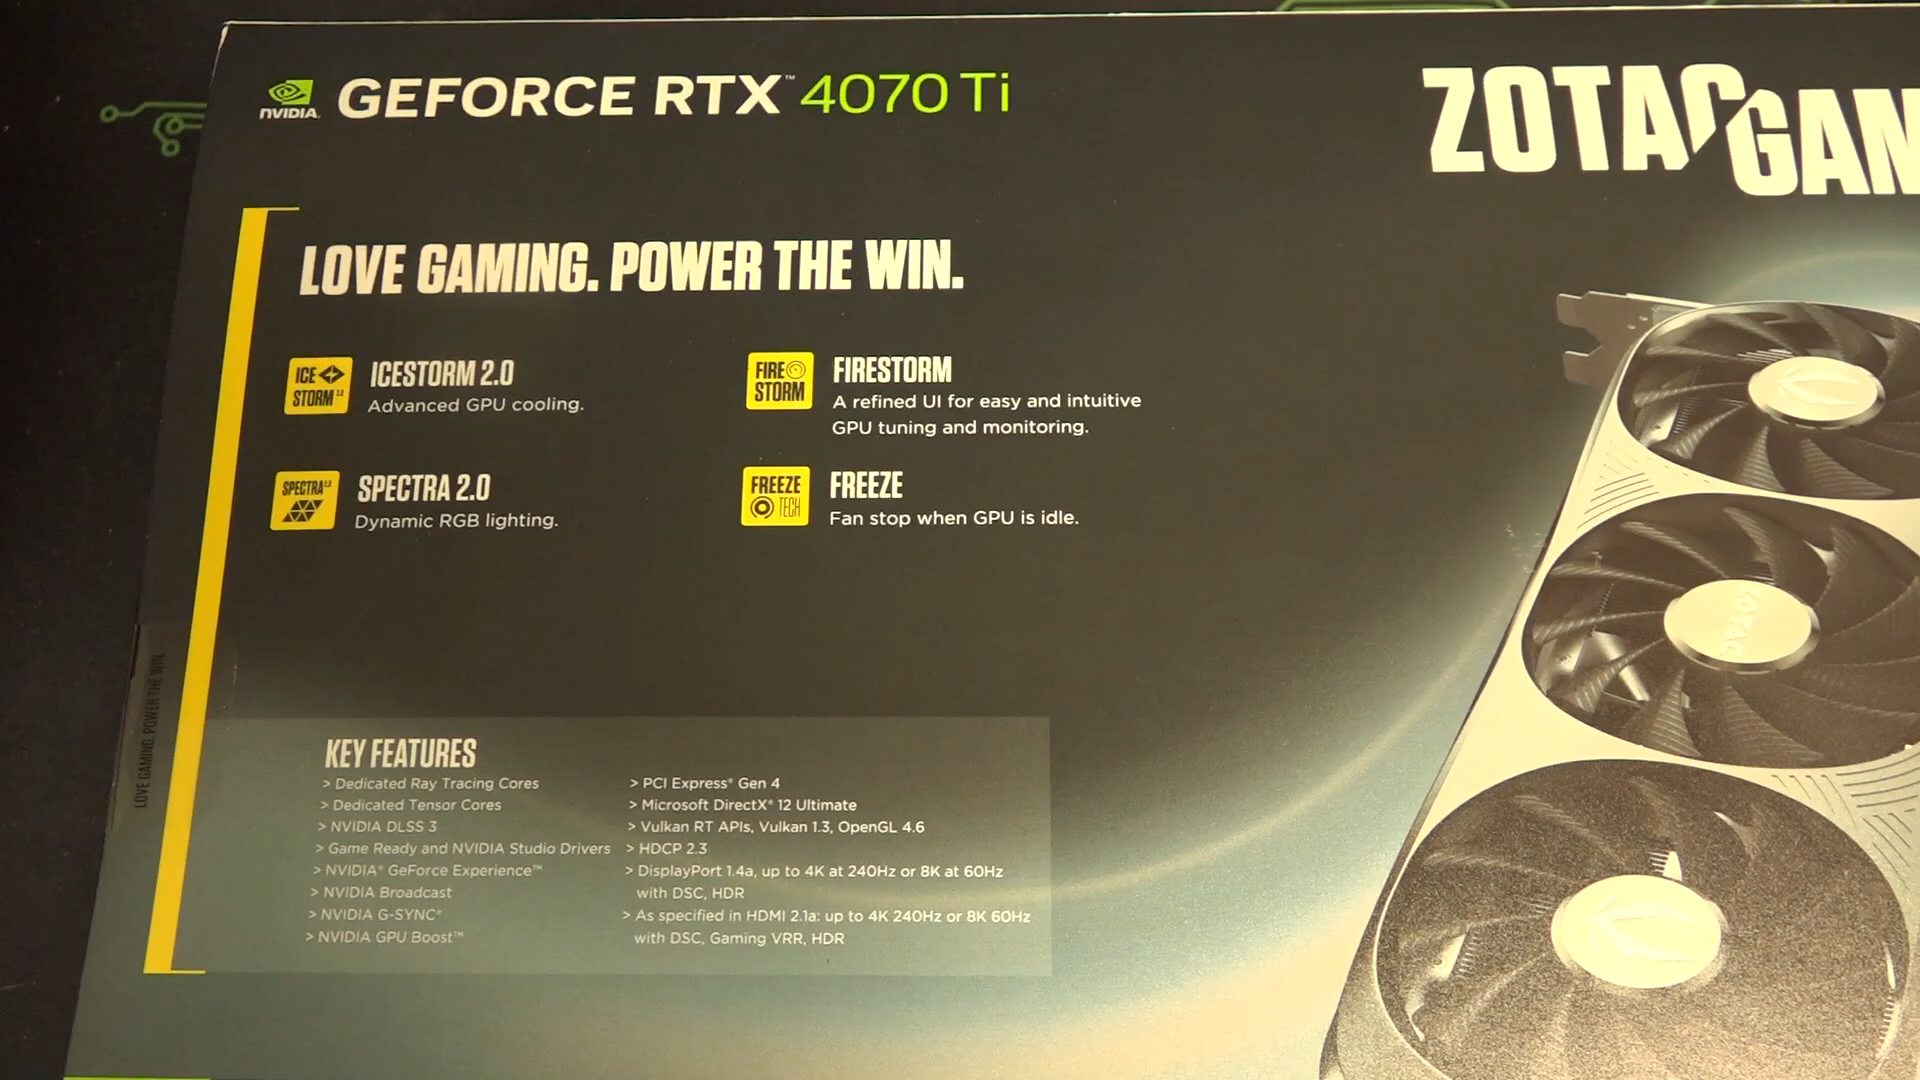 NVIDIA.
GEFORCE RTX™ 4070 Ti
ZOTAC GAM
LOVE GAMING. POWER THE WIN.
ICE STORM 2.0
ICESTORM 2.0
Advanced GPU cooling.
FIRE STORM
FIRESTORM
A refined UI for easy and intuitive
GPU tuning and monitoring.
SPECTRA 2.0
SPECTRA 2.0
Dynamic RGB lighting.
FREEZE TECH
FREEZE
Fan stop when GPU is idle.
ZOTAC
LOVE GAMING. POWER THE WIN.
KEY FEATURES
> Dedicated Ray Tracing Cores
> Dedicated Tensor Cores
> NVIDIA DLSS 3
> Game Ready and NVIDIA Studio Drivers
> NVIDIA® GeForce Experience™
> NVIDIA Broadcast
> NVIDIA G-SYNC®
> NVIDIA GPU Boost™
> PCI Express® Gen 4
> Microsoft DirectX® 12 Ultimate
> Vulkan RT APIs, Vulkan 1.3, OpenGL 4.6
> HDCP 2.3
> DisplayPort 1.4a, up to 4K at 240Hz or 8K at 60Hz
with DSC, HDR
> As specified in HDMI 2.1a: up to 4K 240Hz or 8K 60Hz
with DSC, Gaming VRR, HDR